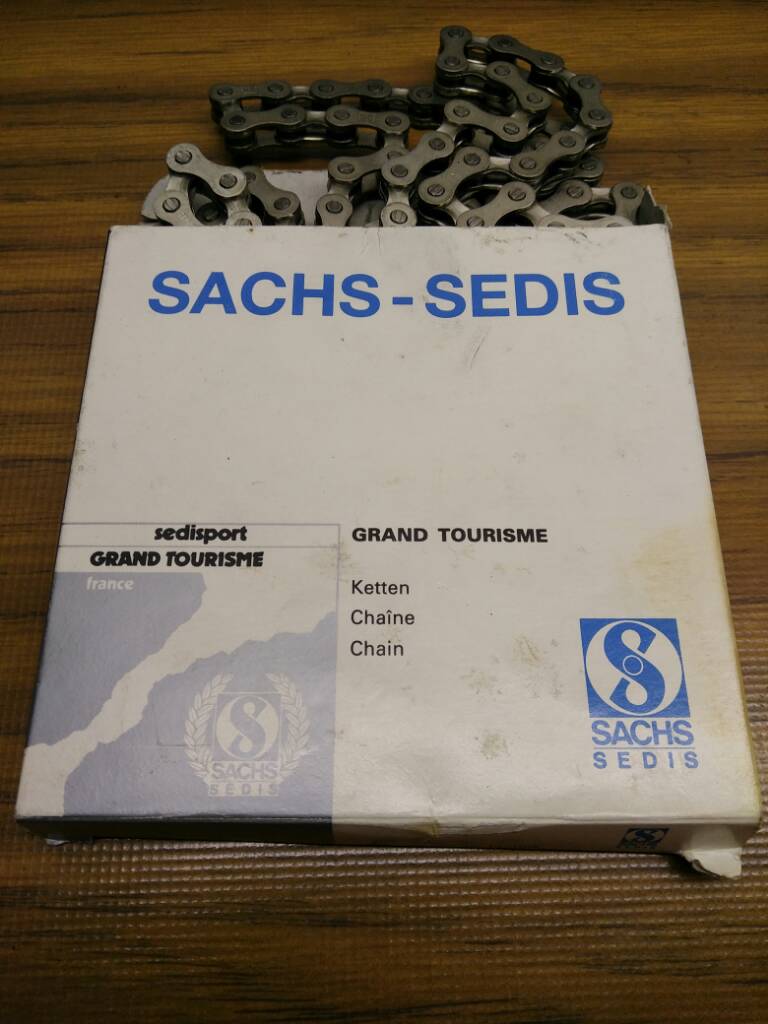 SACHS - SEDIS
sedisport
GRAND TOURISME
france
GRAND TOURISME
Ketten
Chaîne
Chain
S
SACHS
SEDIS
S
SACHS
SEDIS
S